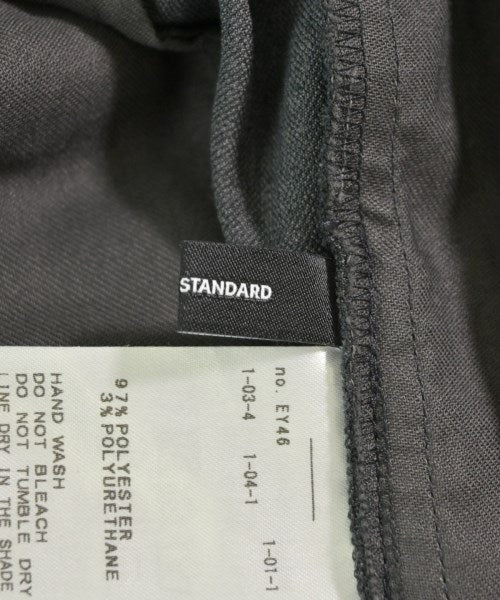 STANDARD
no. EY46
1-03-4 1-04-1 1-01-1
97% POLYESTER
3% POLYURETHANE
HAND WASH
DO NOT BLEACH
DO NOT TUMBLE DRY
LINE DRY IN THE SHADE